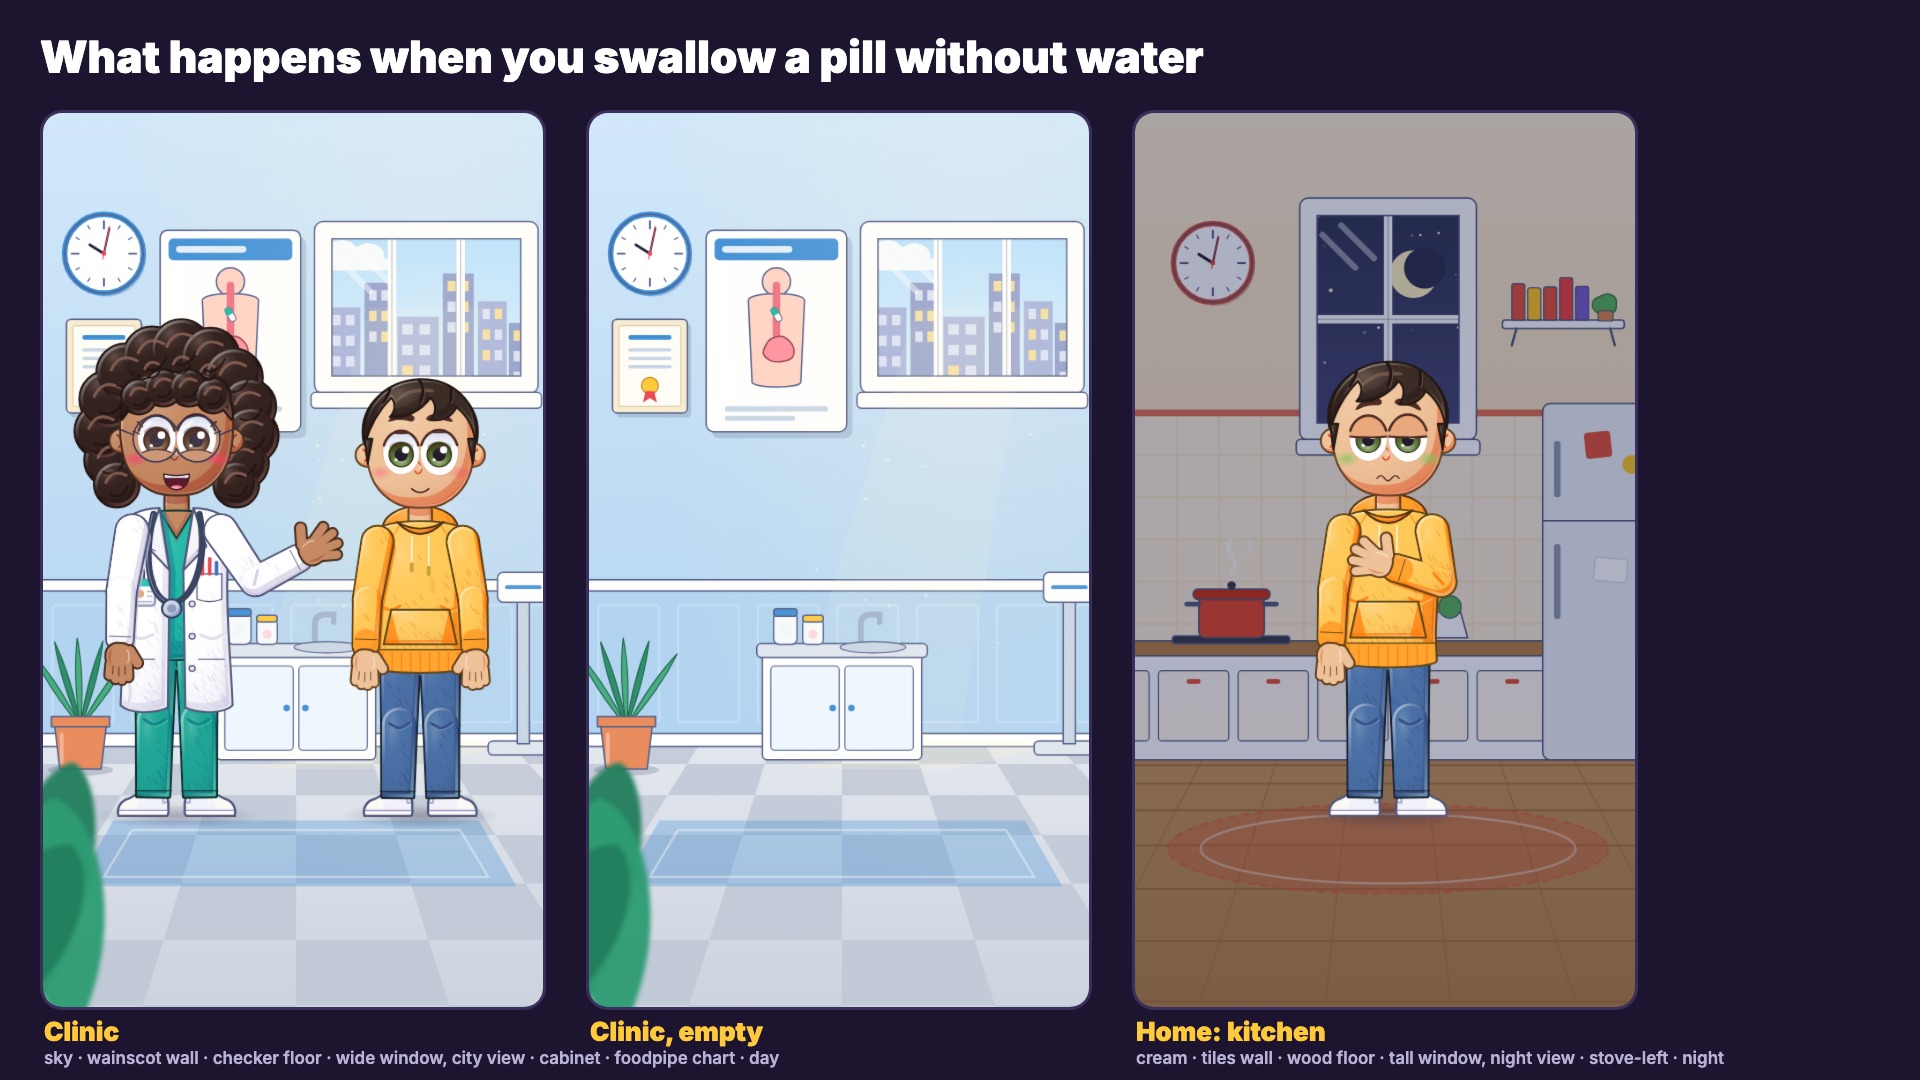 What happens when you swallow a pill without water
Clinic
sky · wainscot wall · checker floor · wide window, city view · cabinet · foodpipe chart · day
Clinic, empty
Home: kitchen
cream · tiles wall · wood floor · tall window, night view · stove-left · night